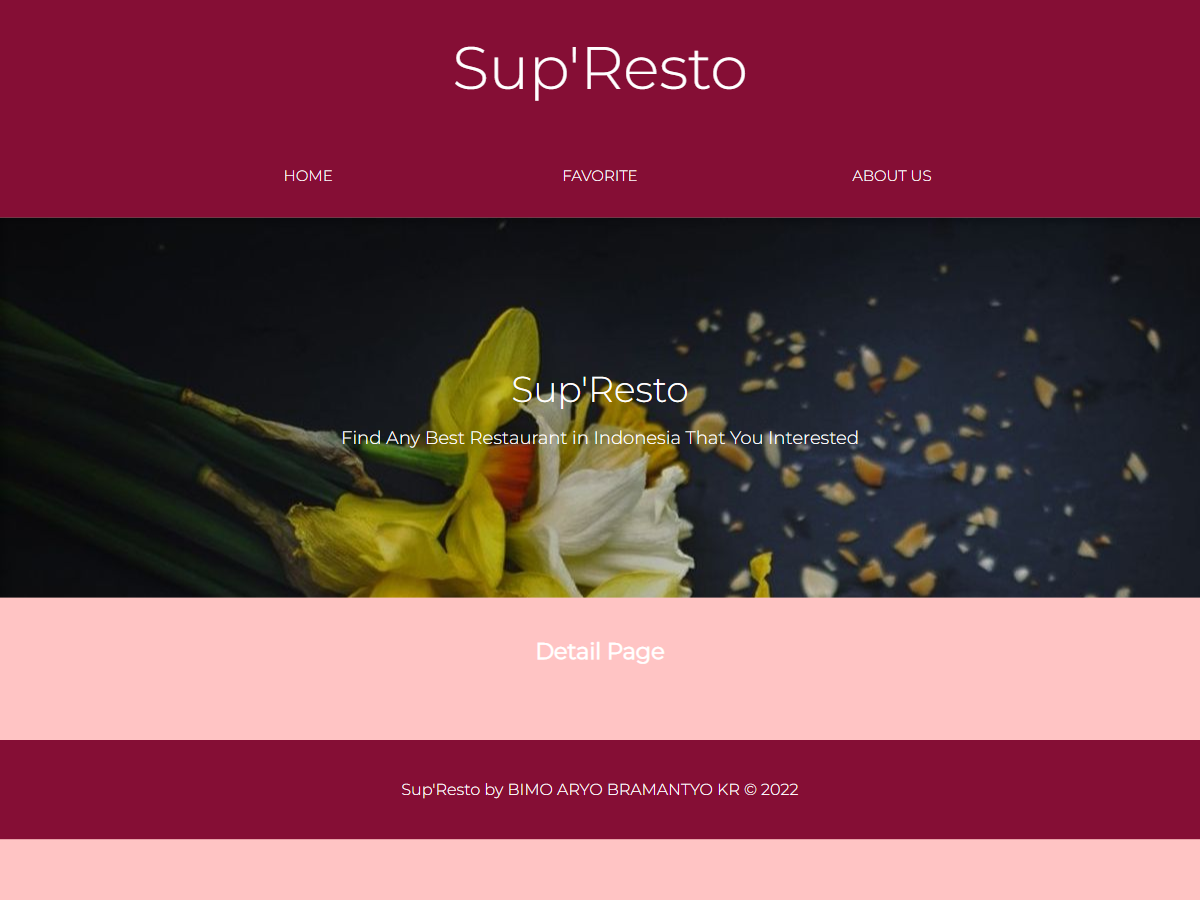 Sup'Resto
HOME FAVORITE ABOUT US
Sup'Resto
Find Any Best Restaurant in Indonesia That You Interested
Detail Page
Sup'Resto by BIMO ARYO BRAMANTYO KR © 2022